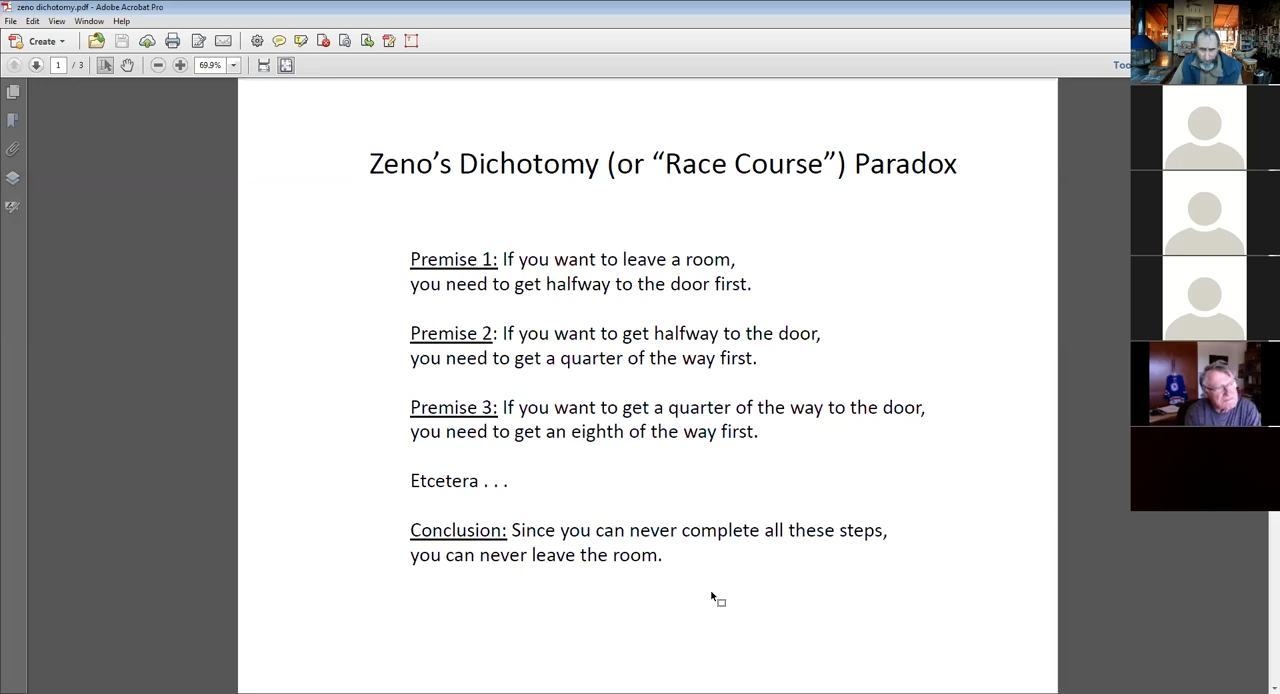 zeno dichotomy.pdf - Adobe Acrobat Pro
File Edit View Window Help
Create
1 / 3
69.9%
Too
Zeno’s Dichotomy (or “Race Course”) Paradox
Premise 1: If you want to leave a room,
you need to get halfway to the door first.
Premise 2: If you want to get halfway to the door,
you need to get a quarter of the way first.
Premise 3: If you want to get a quarter of the way to the door,
you need to get an eighth of the way first.
Etcetera . . .
Conclusion: Since you can never complete all these steps,
you can never leave the room.